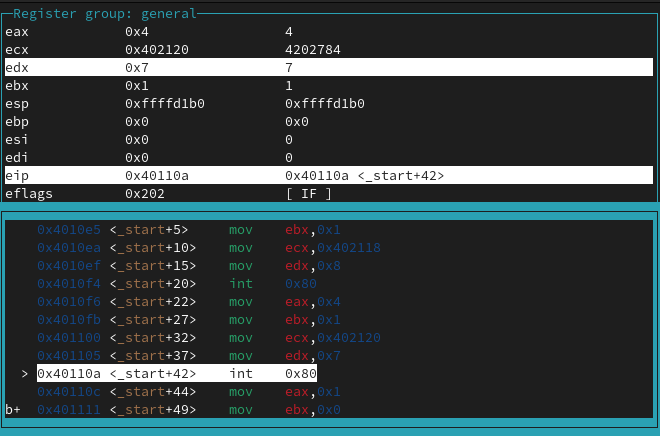 Register group: general
eax 0x4 4
ecx 0x402120 4202784
edx 0x7 7
ebx 0x1 1
esp 0xffffd1b0 0xffffd1b0
ebp 0x0 0x0
esi 0x0 0
edi 0x0 0
eip 0x40110a 0x40110a <_start+42>
eflags 0x202 [ IF ]
0x4010e5 <_start+5> mov ebx,0x1
0x4010ea <_start+10> mov ecx,0x402118
0x4010ef <_start+15> mov edx,0x8
0x4010f4 <_start+20> int 0x80
0x4010f6 <_start+22> mov eax,0x4
0x4010fb <_start+27> mov ebx,0x1
0x401100 <_start+32> mov ecx,0x402120
0x401105 <_start+37> mov edx,0x7
> 0x40110a <_start+42> int 0x80
0x40110c <_start+44> mov eax,0x1
b+ 0x401111 <_start+49> mov ebx,0x0